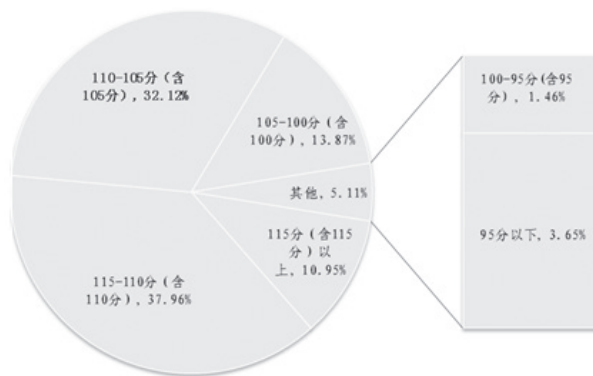 110-105分（含
105分），32.12%
105-100分（含
100分），13.87%
其他，5.11%
115分（含115
分）以
上，10.95%
115-110分（含
110分），37.96%
100-95分(含95
分)，1.46%
95分以下，3.65%